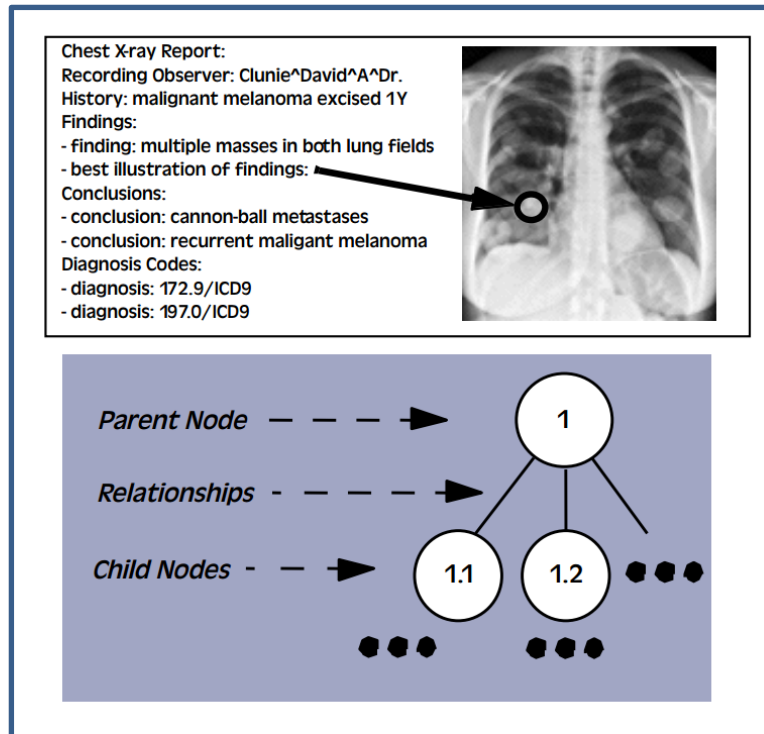 Chest X-ray Report:
Recording Observer: Clunie^David^A^Dr.
History: malignant melanoma excised 1Y
Findings:
- finding: multiple masses in both lung fields
- best illustration of findings:
Conclusions:
- conclusion: cannon-ball metastases
- conclusion: recurrent maligant melanoma
Diagnosis Codes:
- diagnosis: 172.9/ICD9
- diagnosis: 197.0/ICD9
Parent Node
1
Relationships
Child Nodes
1.1
1.2